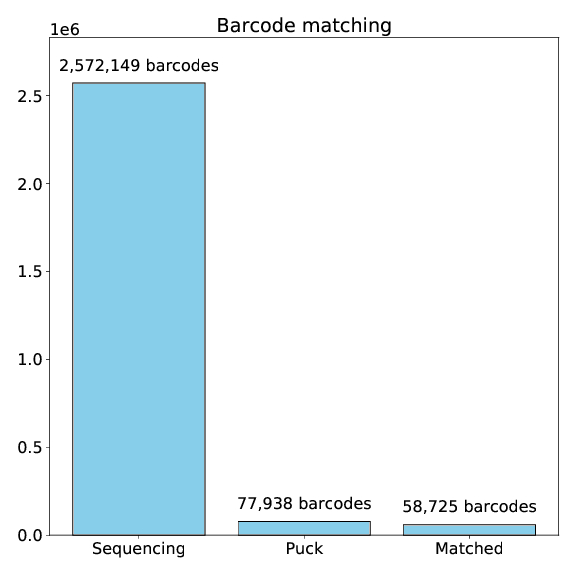 Barcode matching
1e6
2,572,149 barcodes
2.5
2.0
1.5
1.0
0.5
77,938 barcodes
58,725 barcodes
0.0
Sequencing Puck Matched